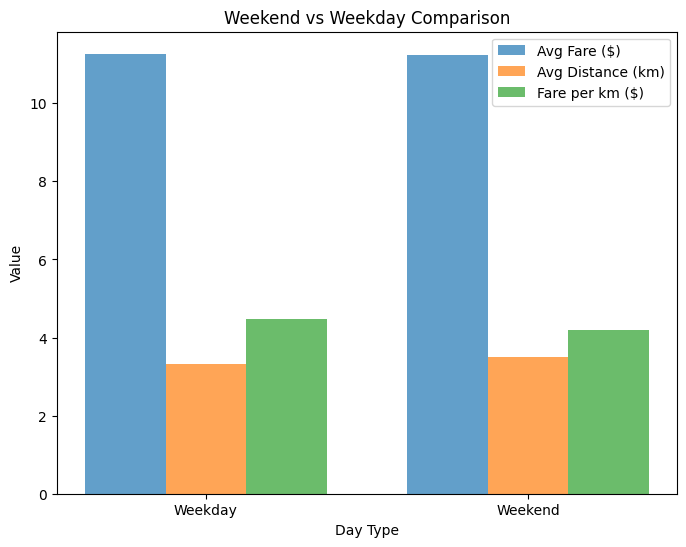 Weekend vs Weekday Comparison
Avg Fare ($)
Avg Distance (km)
Fare per km ($)
Value
10
8
6
4
2
0
Weekday
Weekend
Day Type